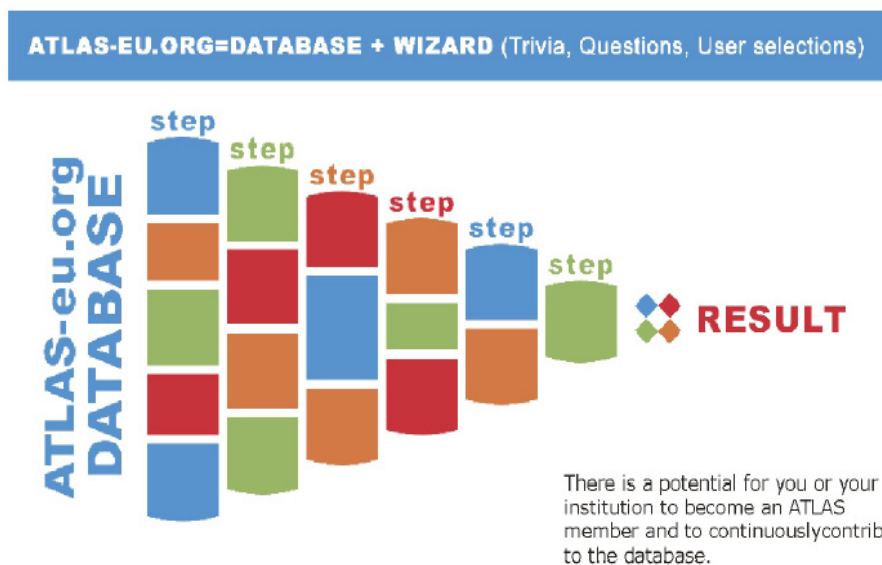 ATLAS-EU.ORG=DATABASE + WIZARD (Trivia, Questions, User selections)
step
step
step
step
step
step
ATLAS-eu.org
DATABASE
RESULT
There is a potential for you or your
institution to become an ATLAS
member and to continuouslycontrib
to the database.